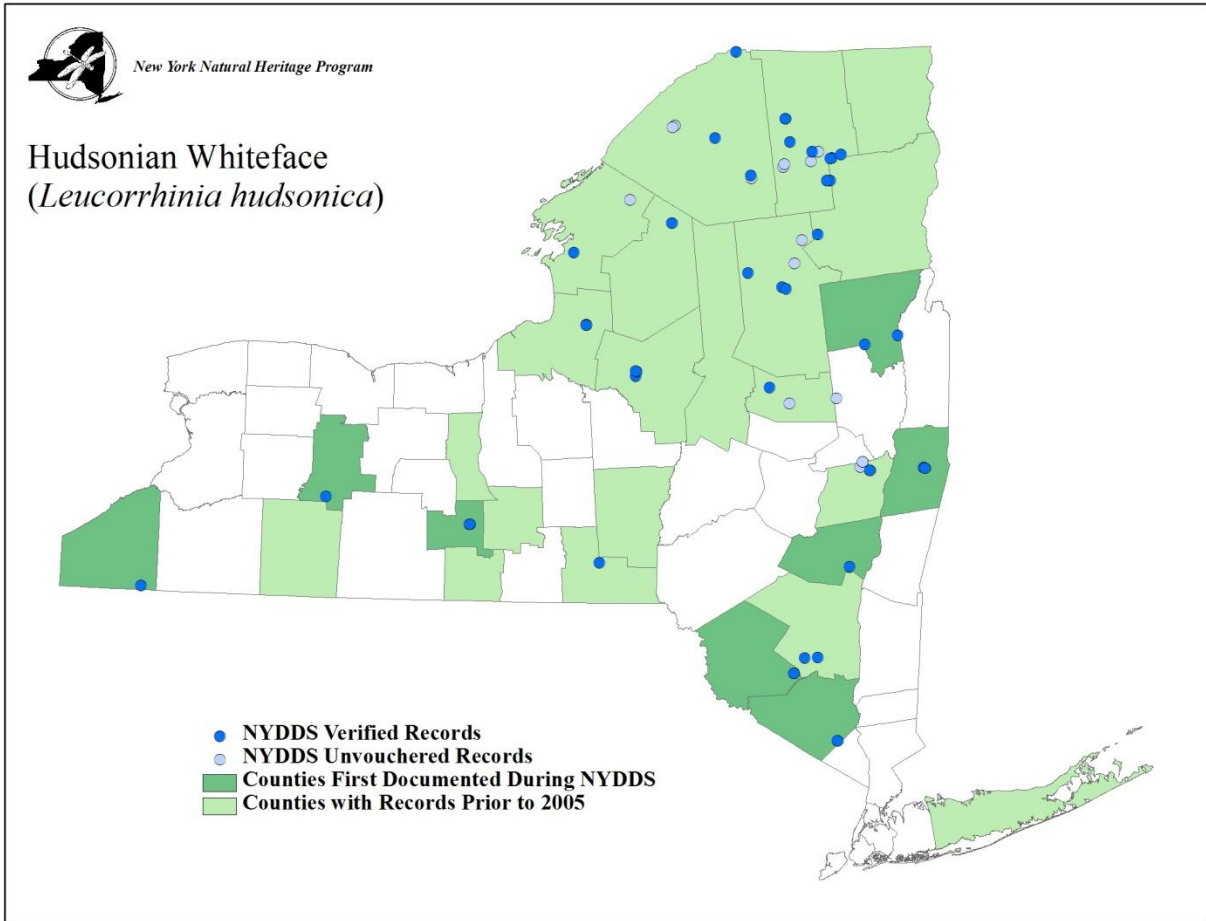 New York Natural Heritage Program
Hudsonian Whiteface
(Leucorrhinia hudsonica)
NYDDS Verified Records
NYDDS Unvouchered Records
Counties First Documented During NYDDS
Counties with Records Prior to 2005